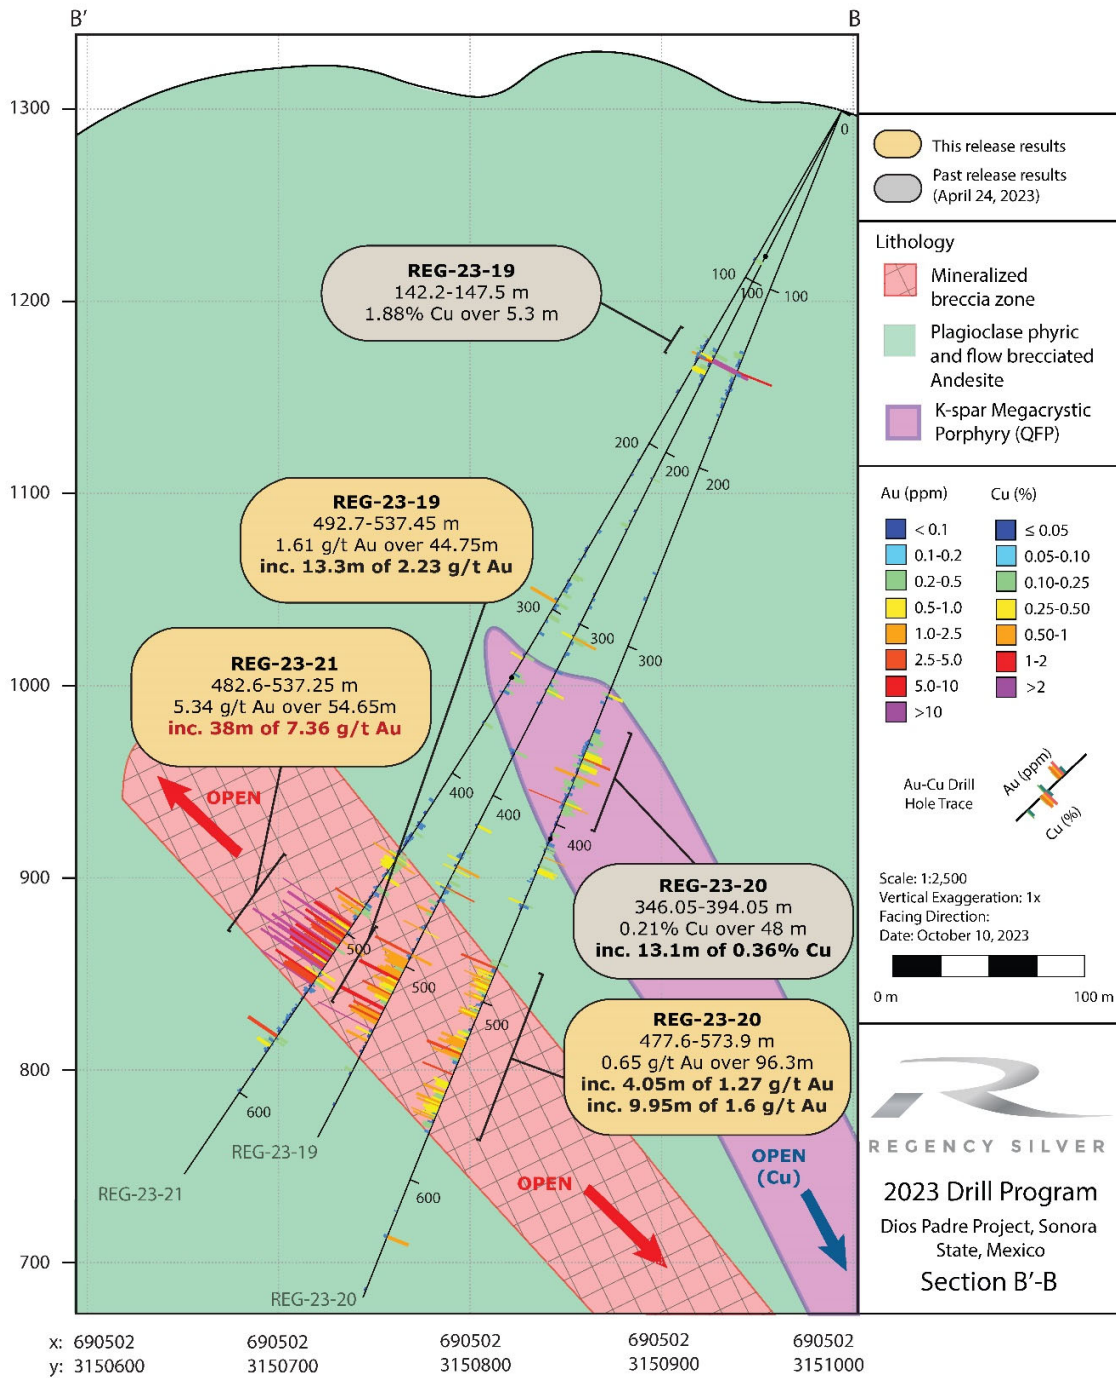 B'
B
1300
1200
1100
1000
900
800
700
0
100
100
100
200
200
200
300
300
300
400
400
400
500
500
500
600
600
REG-23-19
142.2-147.5 m
1.88% Cu over 5.3 m
REG-23-19
492.7-537.45 m
1.61 g/t Au over 44.75m
inc. 13.3m of 2.23 g/t Au
REG-23-21
482.6-537.25 m
5.34 g/t Au over 54.65m
inc. 38m of 7.36 g/t Au
OPEN
REG-23-20
346.05-394.05 m
0.21% Cu over 48 m
inc. 13.1m of 0.36% Cu
REG-23-20
477.6-573.9 m
0.65 g/t Au over 96.3m
inc. 4.05m of 1.27 g/t Au
inc. 9.95m of 1.6 g/t Au
OPEN
OPEN
(Cu)
REG-23-19
REG-23-21
REG-23-20
x: 690502 690502 690502 690502 690502
y: 3150600 3150700 3150800 3150900 3151000
This release results
Past release results
(April 24, 2023)
Lithology
Mineralized
breccia zone
Plagioclase phyric
and flow brecciated
Andesite
K-spar Megacrystic
Porphyry (QFP)
Au (ppm) Cu (%)
< 0.1 ≤ 0.05
0.1-0.2 0.05-0.10
0.2-0.5 0.10-0.25
0.5-1.0 0.25-0.50
1.0-2.5 0.50-1
2.5-5.0 1-2
5.0-10 >2
>10
Au-Cu Drill
Hole Trace
Au (ppm)
Cu (%)
Scale: 1:2,500
Vertical Exaggeration: 1x
Facing Direction:
Date: October 10, 2023
0 m 100 m
R
REGENCY SILVER
2023 Drill Program
Dios Padre Project, Sonora
State, Mexico
Section B'-B